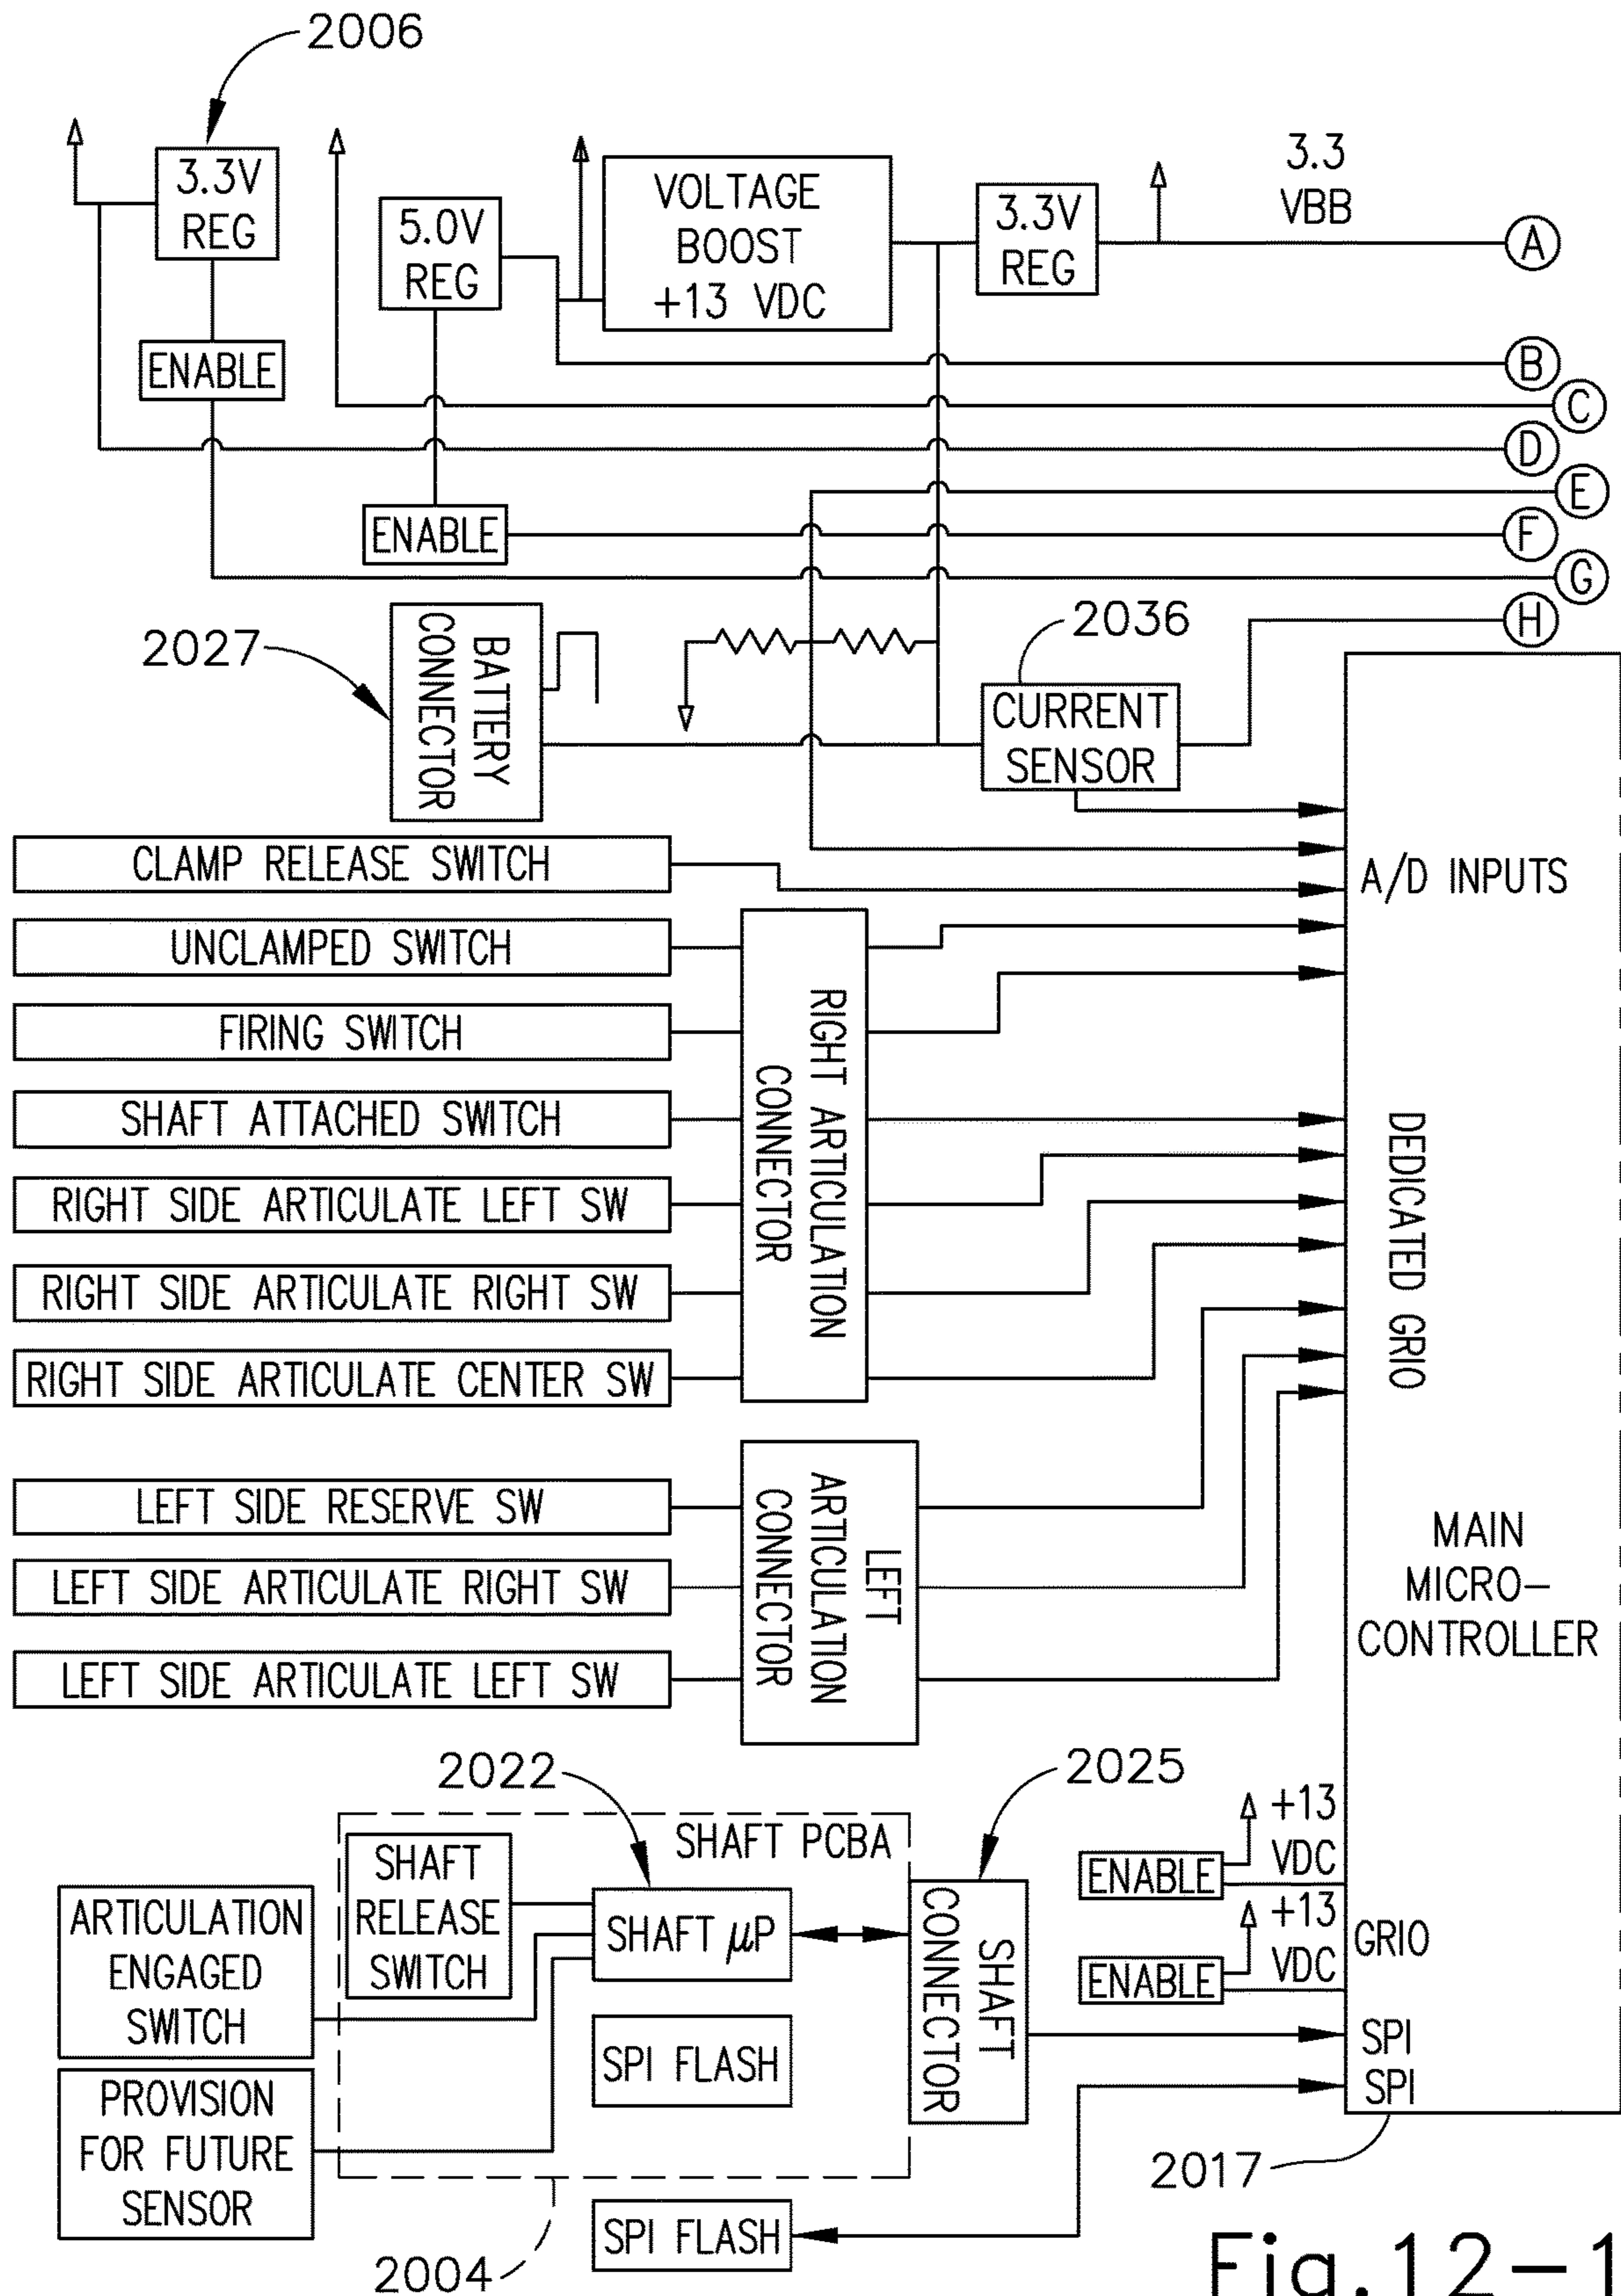 2006
3.3V
REG
5.0V
REG
VOLTAGE
BOOST
+13 VDC
3.3V
REG
3.3
VBB
A
ENABLE
B
C
D
E
ENABLE
F
G
H
2027
BATTERY
CONNECTOR
2036
CURRENT
SENSOR
CLAMP RELEASE SWITCH
A/D INPUTS
UNCLAMPED SWITCH
FIRING SWITCH
SHAFT ATTACHED SWITCH
RIGHT SIDE ARTICULATE LEFT SW
RIGHT SIDE ARTICULATE RIGHT SW
RIGHT SIDE ARTICULATE CENTER SW
RIGHT ARTICULATION
CONNECTOR
DEDICATED GRIO
LEFT SIDE RESERVE SW
LEFT SIDE ARTICULATE RIGHT SW
LEFT SIDE ARTICULATE LEFT SW
LEFT
ARTICULATION
CONNECTOR
MAIN
MICRO-
CONTROLLER
2022
2025
SHAFT PCBA
SHAFT
RELEASE
SWITCH
ARTICULATION
ENGAGED
SWITCH
SHAFT μP
SHAFT
CONNECTOR
+13
VDC
ENABLE
+13
VDC
ENABLE
GRIO
SPI FLASH
SPI
SPI
PROVISION
FOR FUTURE
SENSOR
2017
SPI FLASH
2004
Fig.12-1